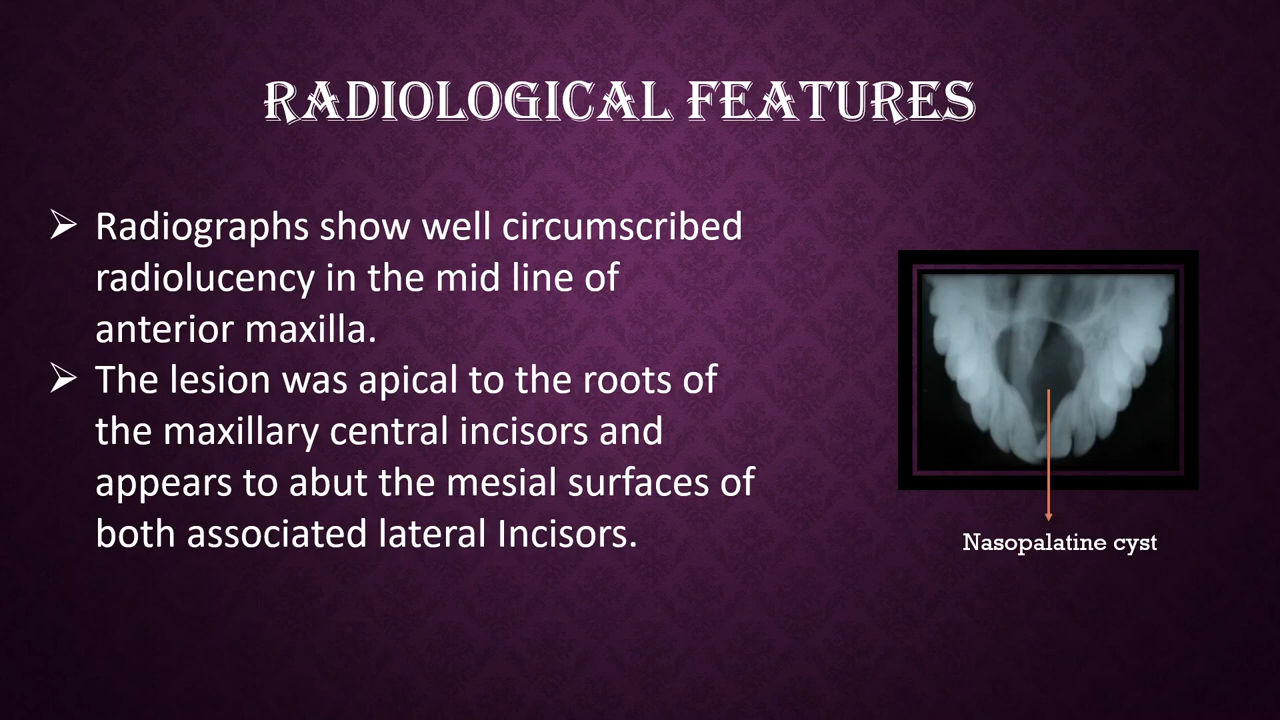 RADIOLOGICAL FEATURES
➢ Radiographs show well circumscribed
radiolucency in the mid line of
anterior maxilla.
➢ The lesion was apical to the roots of
the maxillary central incisors and
appears to abut the mesial surfaces of
both associated lateral Incisors.
Nasopalatine cyst